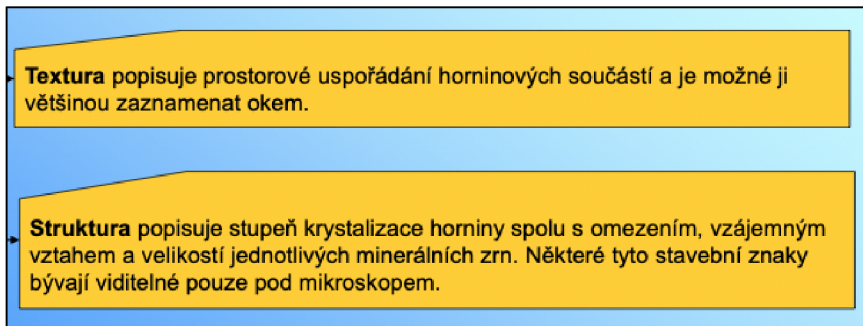 Textura popisuje prostorové uspořádání horninových součástí a je možné ji
většinou zaznamenat okem.
Struktura popisuje stupeň krystalizace horniny spolu s omezením, vzájemným
vztahem a velikostí jednotlivých minerálních zrn. Některé tyto stavební znaky
bývají viditelné pouze pod mikroskopem.